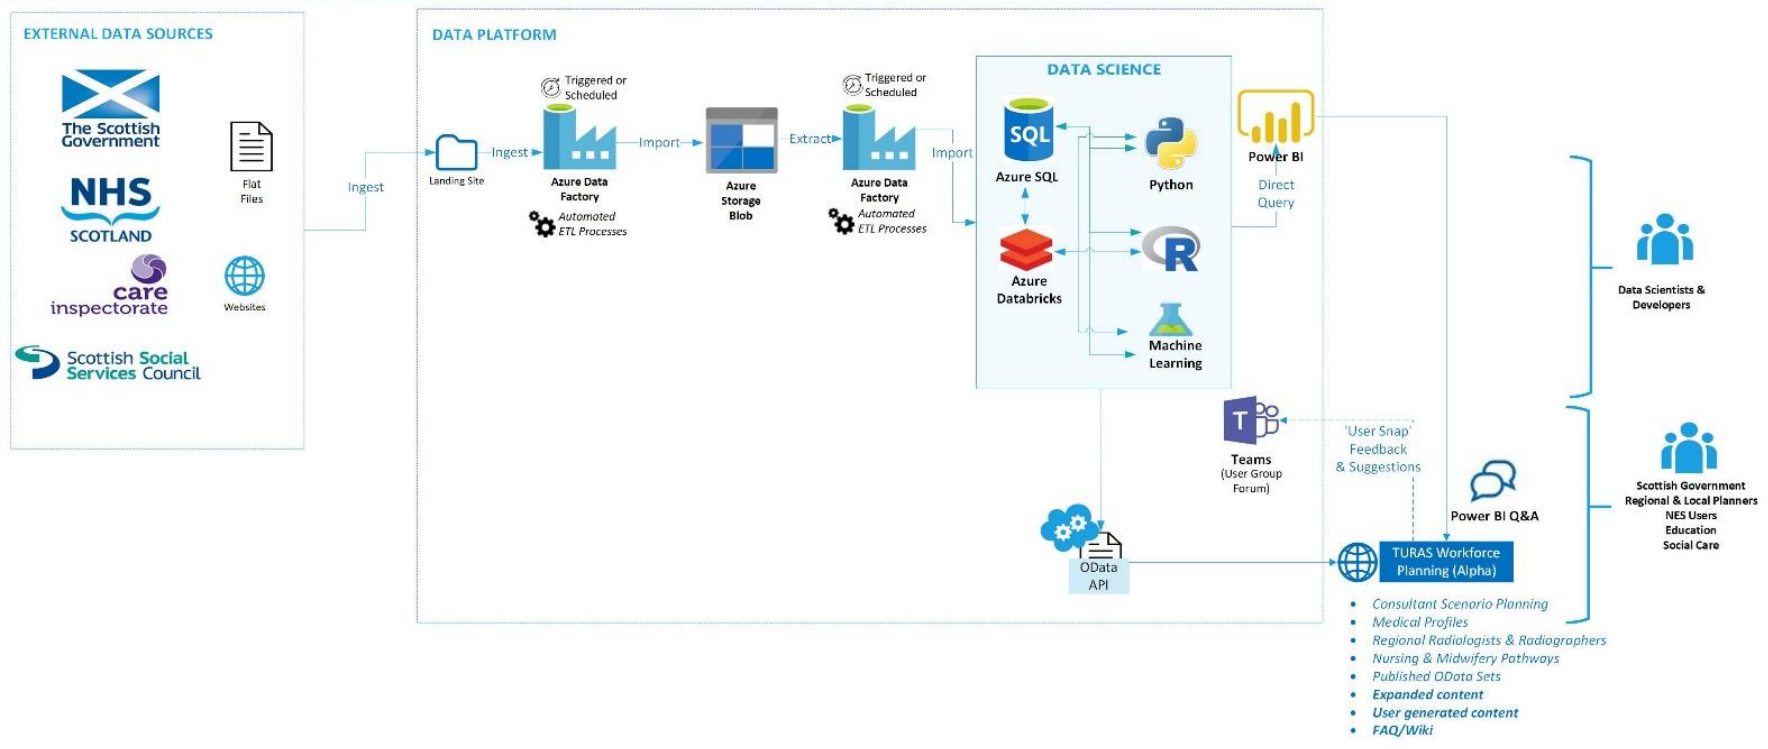 EXTERNAL DATA SOURCES
The Scottish
Government
NHS
SCOTLAND
care
inspectorate
Scottish Social
Services Council
Flat
Files
Websites
Ingest
DATA PLATFORM
Landing Site
Ingest
Triggered or
Scheduled
Azure Data
Factory
Automated
ETL Processes
Import
Azure
Storage
Blob
Extract
Triggered or
Scheduled
Azure Data
Factory
Automated
ETL Processes
Import
DATA SCIENCE
SQL
Azure SQL
Azure
Databricks
Python
R
Machine
Learning
Power BI
Direct
Query
T
Teams
(User Group
Forum)
'User Snap'
Feedback
& Suggestions
OData
API
Power BI Q&A
TURAS Workforce
Planning (Alpha)
• Consultant Scenario Planning
• Medical Profiles
• Regional Radiologists & Radiographers
• Nursing & Midwifery Pathways
• Published OData Sets
• Expanded content
• User generated content
• FAQ/Wiki
Data Scientists &
Developers
Scottish Government
Regional & Local Planners
NES Users
Education
Social Care